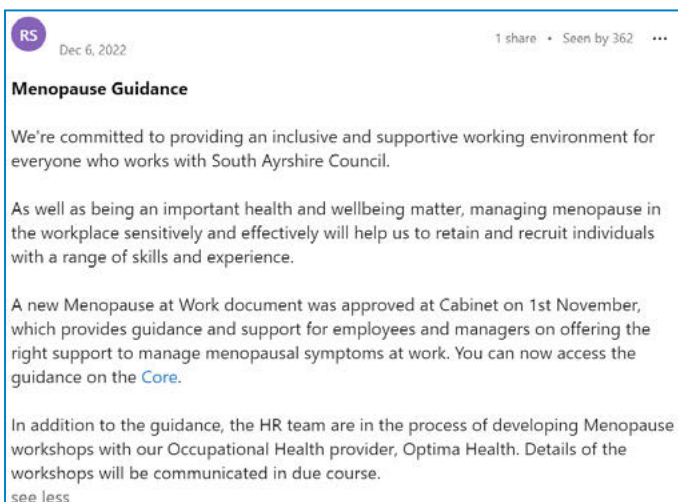 RS
Dec 6, 2022
1 share • Seen by 362 •••
Menopause Guidance
We're committed to providing an inclusive and supportive working environment for
everyone who works with South Ayrshire Council.
As well as being an important health and wellbeing matter, managing menopause in
the workplace sensitively and effectively will help us to retain and recruit individuals
with a range of skills and experience.
A new Menopause at Work document was approved at Cabinet on 1st November,
which provides guidance and support for employees and managers on offering the
right support to manage menopausal symptoms at work. You can now access the
guidance on the Core.
In addition to the guidance, the HR team are in the process of developing Menopause
workshops with our Occupational Health provider, Optima Health. Details of the
workshops will be communicated in due course.
see less